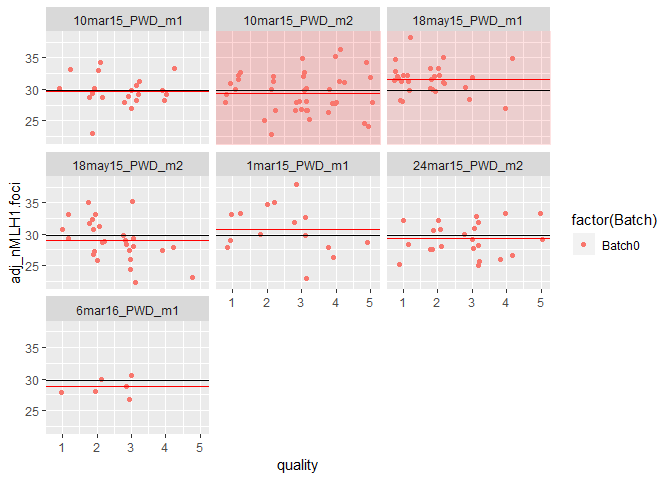 10mar15_PWD_m1
10mar15_PWD_m2
18may15_PWD_m1
35
30
25
18may15_PWD_m2
1mar15_PWD_m1
24mar15_PWD_m2
35
30
25
6mar16_PWD_m1
1 2 3 4 5
1 2 3 4 5
35
30
25
1 2 3 4 5
adj_nMLH1.foci
quality
factor(Batch)
Batch0